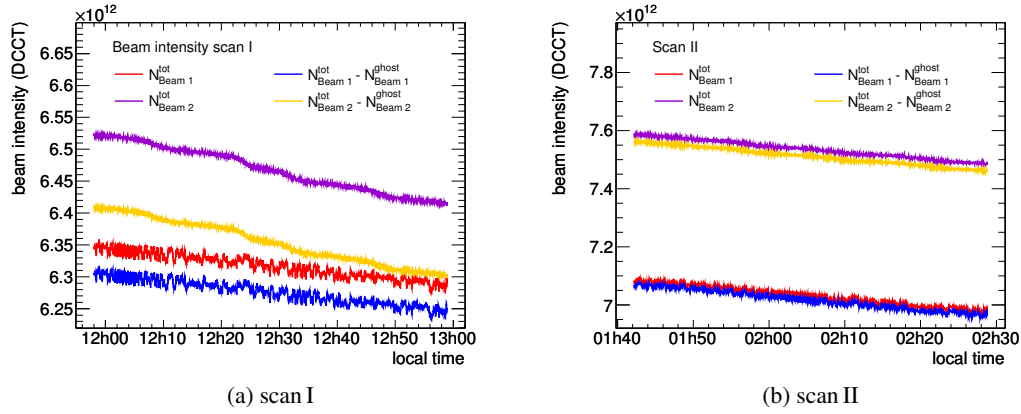 ×10¹²
beam intensity (DCCT)
6.65
6.6
6.55
6.5
6.45
6.4
6.35
6.3
6.25
Beam intensity scan I
N^tot_Beam 1
N^tot_Beam 1 - N^ghost_Beam 1
N^tot_Beam 2
N^tot_Beam 2 - N^ghost_Beam 2
12h00 12h10 12h20 12h30 12h40 12h50 13h00
local time
(a) scan I
×10¹²
beam intensity (DCCT)
7.8
7.6
7.4
7.2
7
Scan II
N^tot_Beam 1
N^tot_Beam 1 - N^ghost_Beam 1
N^tot_Beam 2
N^tot_Beam 2 - N^ghost_Beam 2
01h40 01h50 02h00 02h10 02h20 02h30
local time
(b) scan II